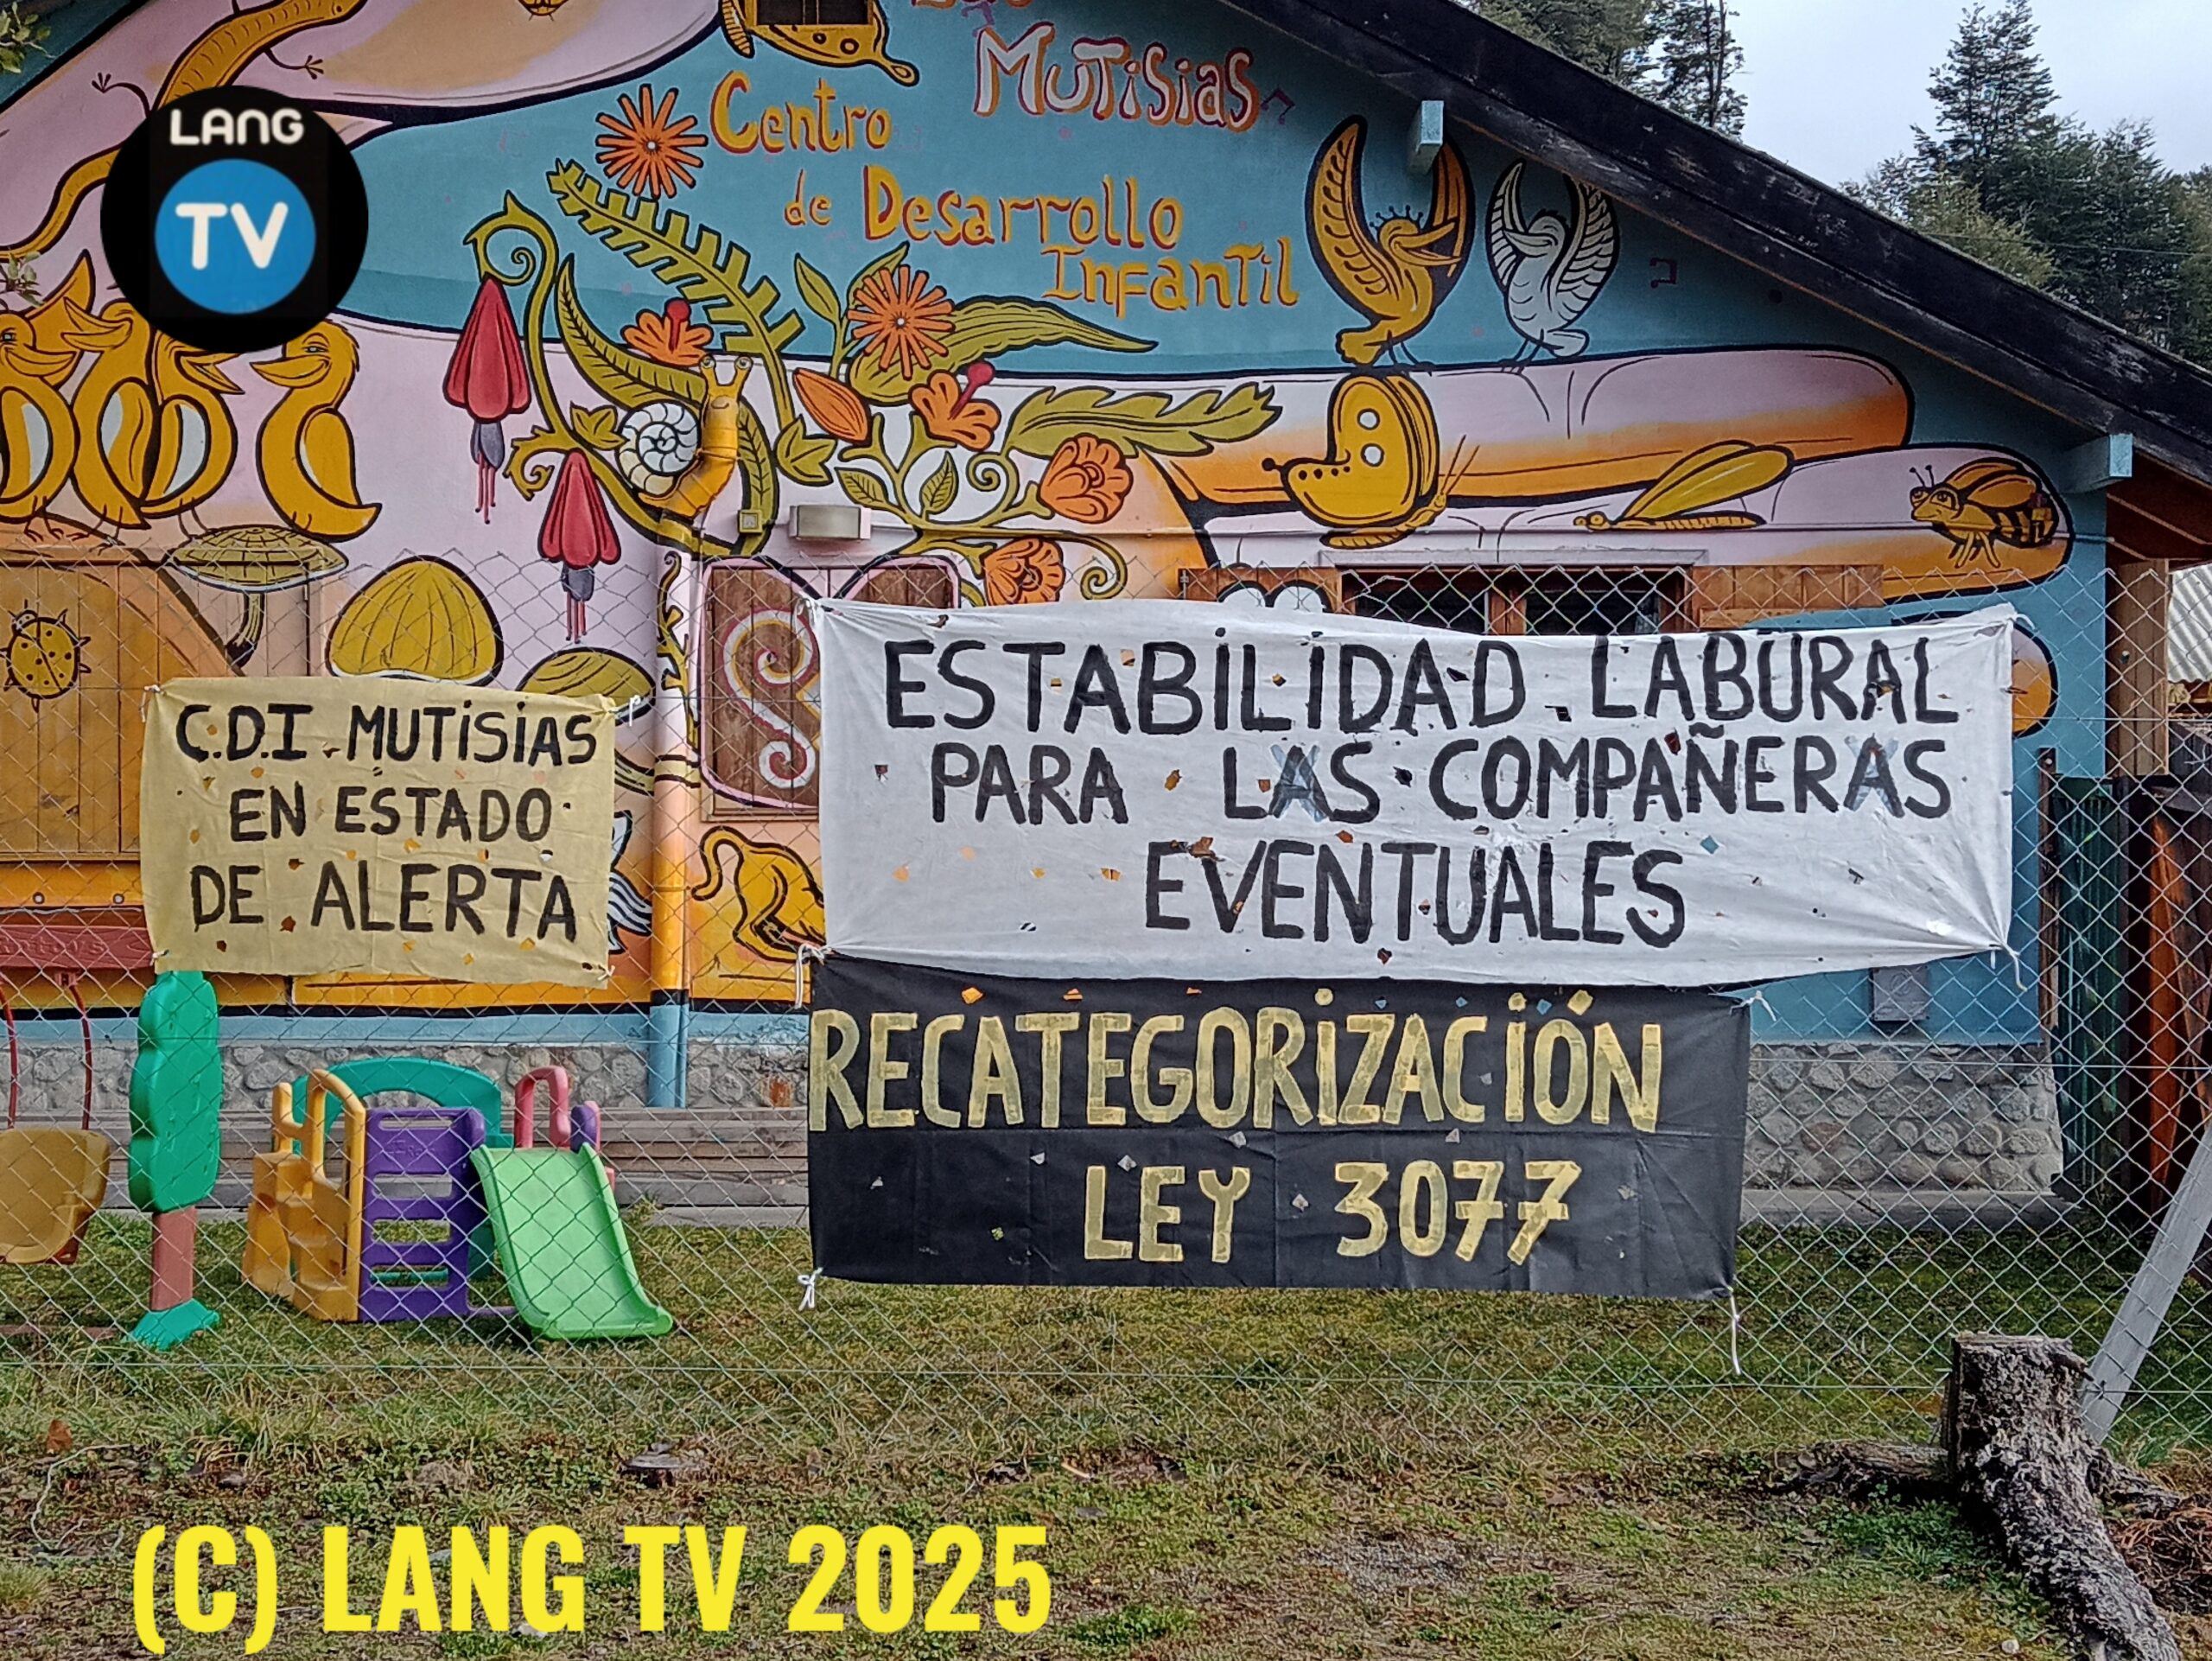 LANG
TV
Mutisias
Centro
de Desarrollo
Infantil
C.D.I. MUTISIAS
EN ESTADO
DE ALERTA
ESTABILIDAD LABORAL
PARA LAS COMPAÑERAS
EVENTUALES
RECATEGORIZACIÓN
LEY 3077
(C) LANG TV 2025